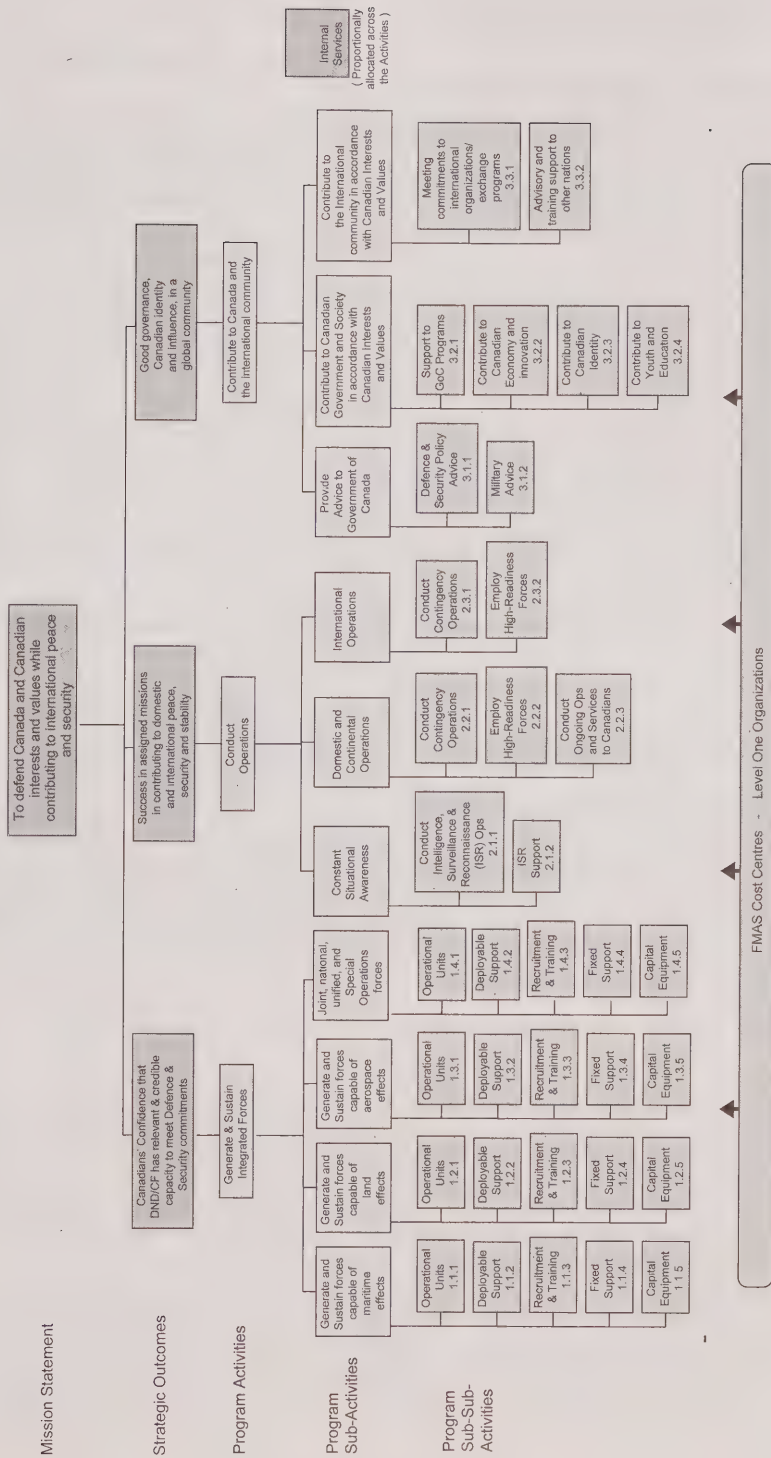 Mission Statement
To defend Canada and Canadian
interests and values while
contributing to international peace
and security
Strategic Outcomes
Canadians' Confidence that
DND/CF has relevant & credible
capacity to meet Defence &
Security commitments
Success in assigned missions
in contributing to domestic
and international peace,
security and stability
Good governance,
Canadian identity
and influence, in a
global community
Internal
Services
( Proportionally
allocated across
the Activities )
Program Activities
Generate & Sustain
Integrated Forces
Conduct
Operations
Contribute to Canada and
the International community
Program
Sub-Activities
Generate and
Sustain forces
capable of
maritime
effects
Generate and
Sustain forces
capable of
land
effects
Generate and
Sustain forces
capable of
aerospace
effects
Joint, national,
unified, and
Special
Operations
forces
Constant
Situational
Awareness
Domestic and
Continental
Operations
International
Operations
Provide
Advice to
Government of
Canada
Contribute to Canadian
Government and Society
in accordance with
Canadian Interests
and Values
Contribute to
the International
community in accordance
with Canadian Interests
and Values
Program
Sub-Sub-
Activities
Operational
Units
1.1.1
Deployable
Support
1.1.2
Recruitment
& Training
1.1.3
Fixed
Support
1.1.4
Capital
Equipment
1 1 5
Operational
Units
1.2.1
Deployable
Support
1.2.2
Recruitment
& Training
1.2.3
Fixed
Support
1.2.4
Capital
Equipment
1.2.5
Operational
Units
1.3.1
Deployable
Support
1.3.2
Recruitment
& Training
1.3.3
Fixed
Support
1.3.4
Capital
Equipment
1.3.5
Operational
Units
1.4.1
Deployable
Support
1.4.2
Recruitment
& Training
1.4.3
Fixed
Support
1.4.4
Capital
Equipment
1.4.5
Conduct
Intelligence,
Surveillance &
Reconnaissance
(ISR) Ops
2.1.1
ISR
Support
2.1.2
Conduct
Contingency
Operations
2.2.1
Employ
High-Readiness
Forces
2.2.2
Conduct
Ongoing Ops
and Services
to Canadians
2.2.3
Conduct
Contingency
Operations
2.3.1
Employ
High-Readiness
Forces
2.3.2
Defence &
Security Policy
Advice
3.1.1
Military
Advice
3.1.2
Support to
GoC Programs
3.2.1
Contribute to
Canadian
Economy and
innovation
3.2.2
Contribute to
Canadian
Identity
3.2.3
Contribute to
Youth and
Education
3.2.4
Meeting
commitments to
international
organizations/
exchange
programs
3.3.1
Advisory and
training support to
other nations
3.3.2
FMAS Cost Centres - Level One Organizations